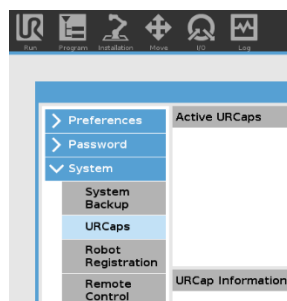 Run Program Installation Move I/O Log
Preferences
Active URCaps
Password
System
System
Backup
URCaps
Robot
Registration
Remote
Control
URCap Information